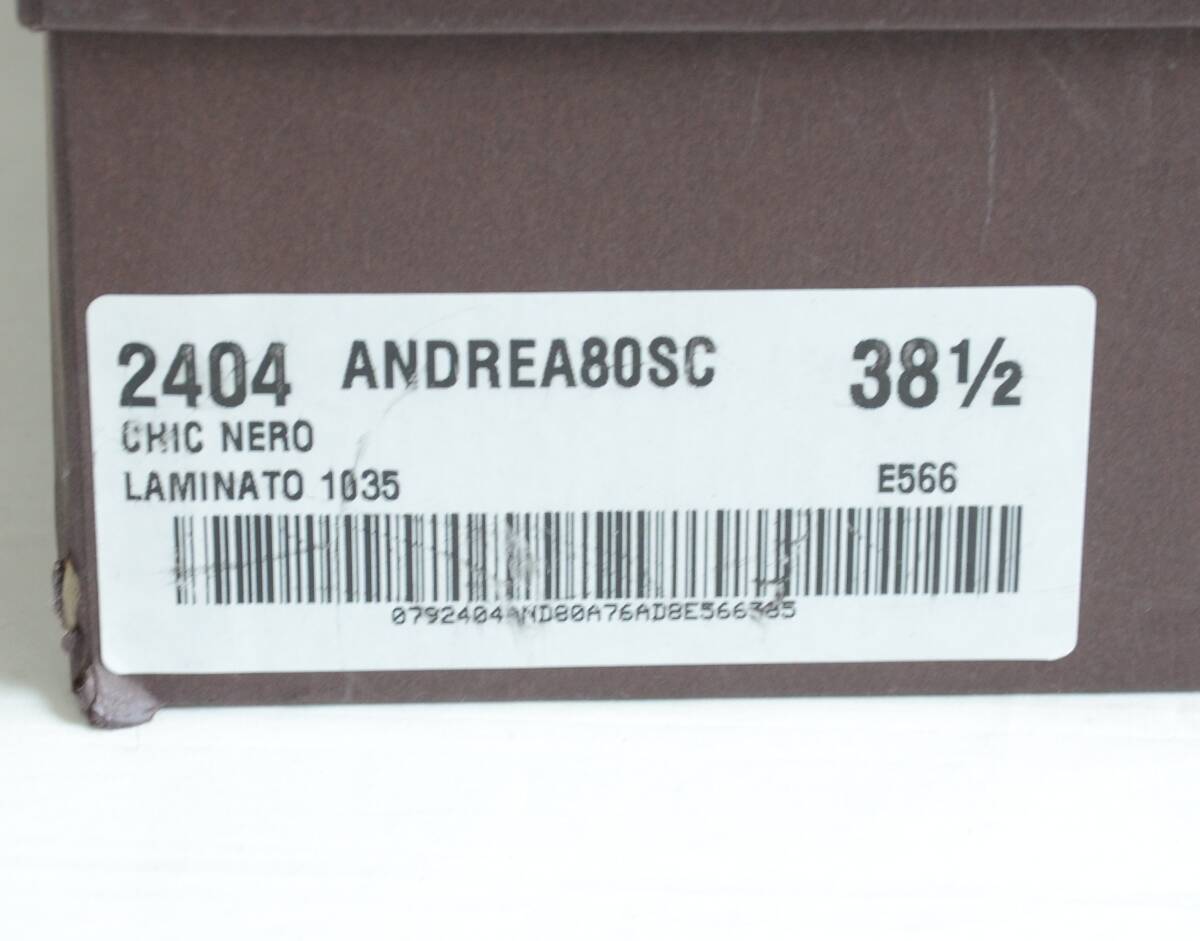 2404 ANDREA80SC 38½
CHIC NERO
LAMINATO 1035 E566
0792404AND80A76AD8E566385